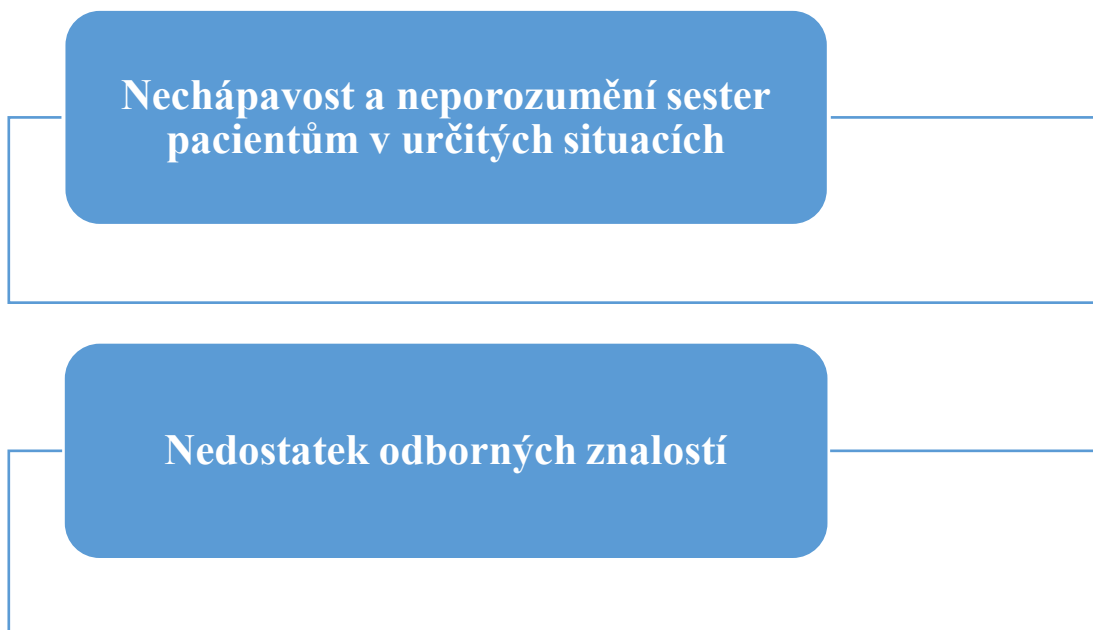 Nechápavost a neporozumění sester
pacientům v určitých situacích
Nedostatek odborných znalostí